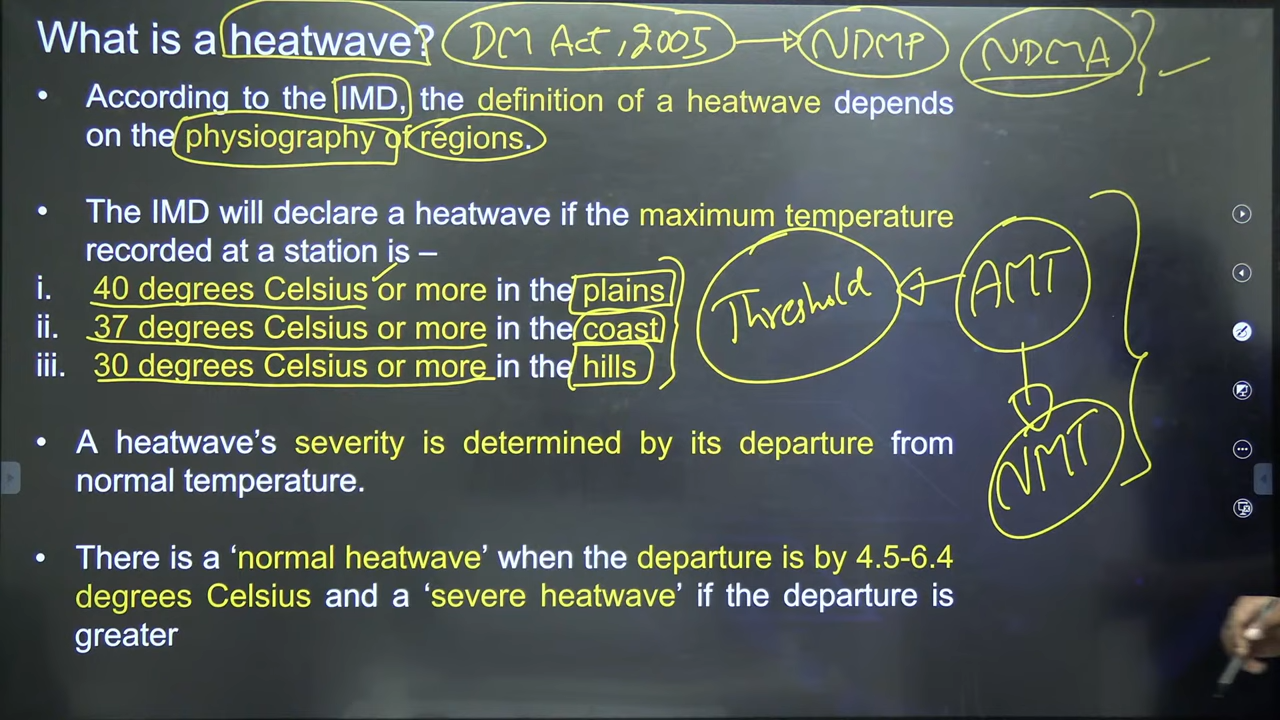 What is a heatwave? DM Act, 2005 NDMP NDMA
• According to the IMD, the definition of a heatwave depends
on the physiography of regions.
• The IMD will declare a heatwave if the maximum temperature
recorded at a station is –
i. 40 degrees Celsius or more in the plains
ii. 37 degrees Celsius or more in the coast
iii. 30 degrees Celsius or more in the hills
Threshold
AMT
NMT
• A heatwave’s severity is determined by its departure from
normal temperature.
• There is a ‘normal heatwave’ when the departure is by 4.5-6.4
degrees Celsius and a ‘severe heatwave’ if the departure is
greater